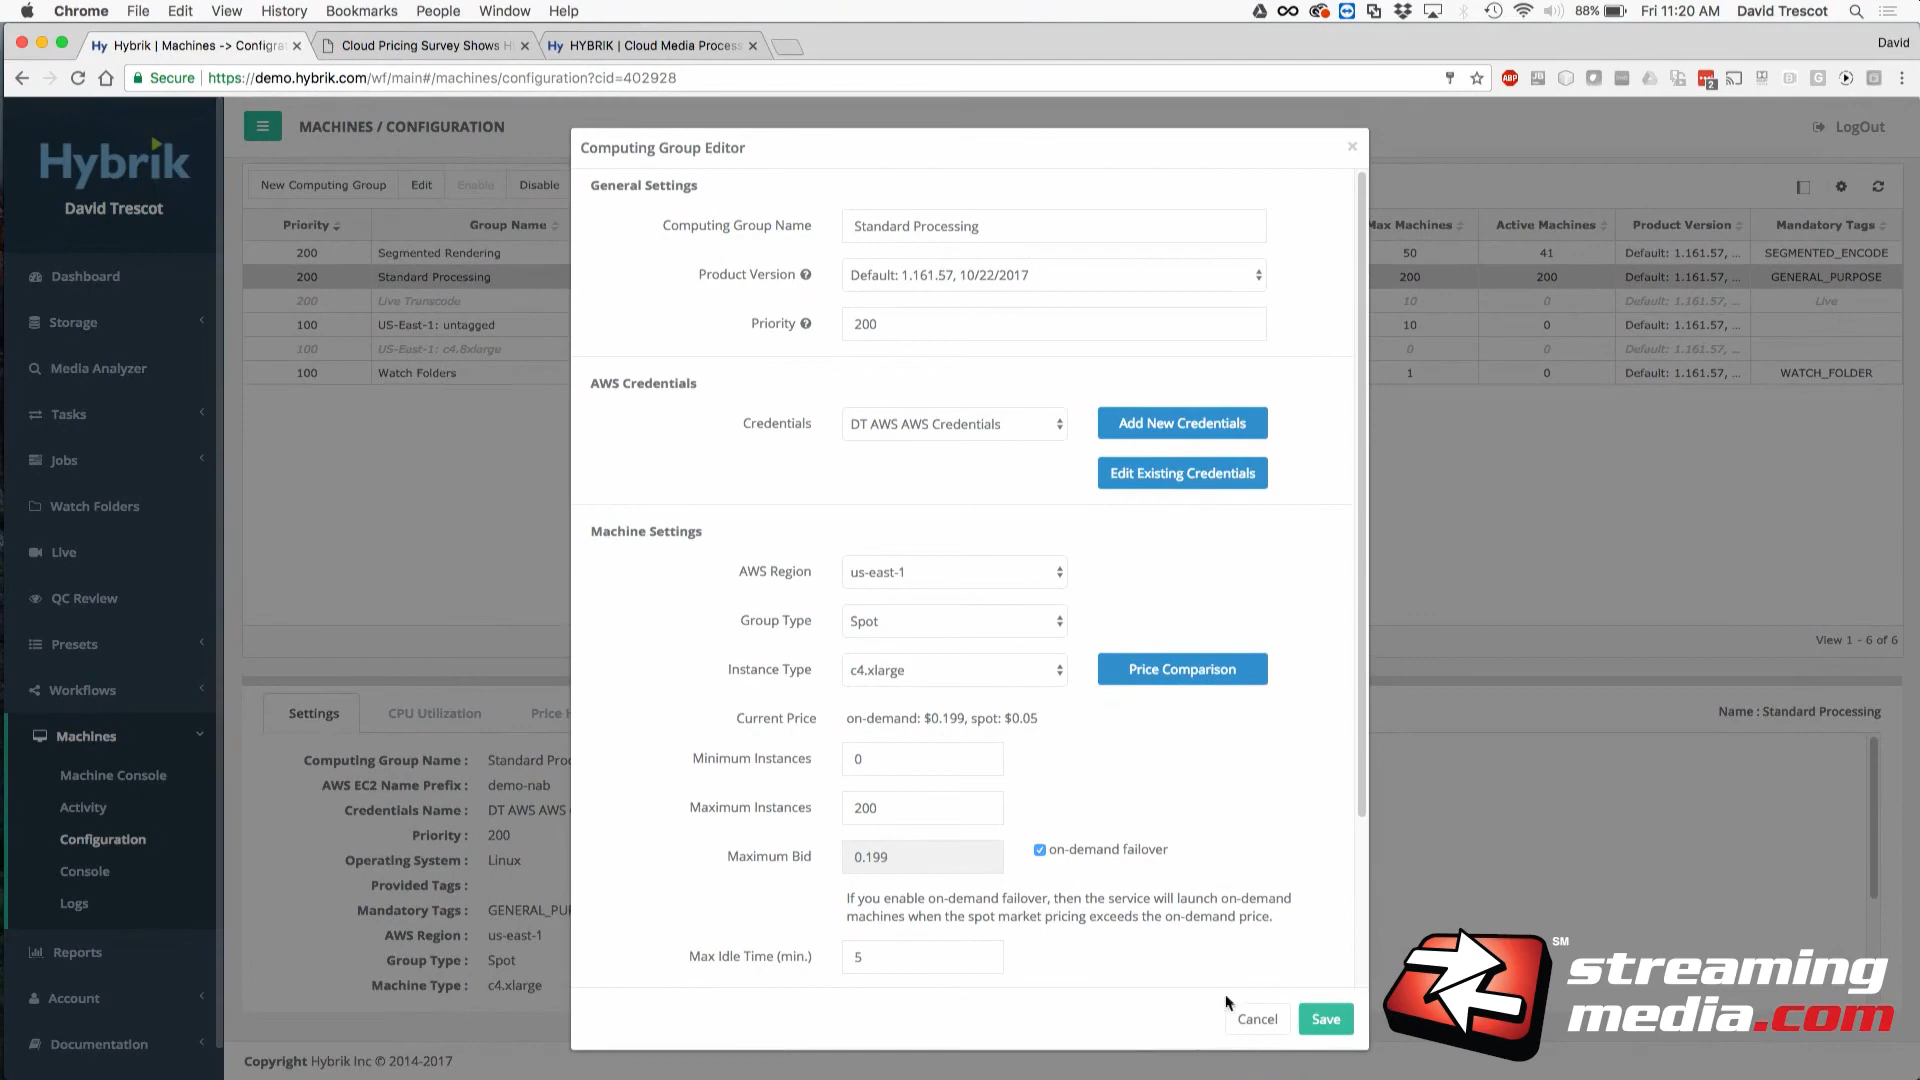 Chrome File Edit View History Bookmarks People Window Help 88% Fri 11:20 AM David Trescot
Hy Hybrik | Machines -> Configrat
Cloud Pricing Survey Shows H
Hy HYBRIK | Cloud Media Process
David
Secure https://demo.hybrik.com/wf/main#/machines/configuration?cid=402928
Hybrik
David Trescot
Dashboard
Storage
Media Analyzer
Tasks
Jobs
Watch Folders
Live
QC Review
Presets
Workflows
Machines
Machine Console
Activity
Configuration
Console
Logs
Reports
Account
Documentation
MACHINES / CONFIGURATION
LogOut
New Computing Group Edit Enable Disable
Priority Group Name Max Machines Active Machines Product Version Mandatory Tags
200 Segmented Rendering 50 41 Default: 1.161.57, ... SEGMENTED_ENCODE
200 Standard Processing 200 200 Default: 1.161.57, ... GENERAL_PURPOSE
200 Live Transcode 10 0 Default: 1.161.57, ... Live
100 US-East-1: untagged 10 0 Default: 1.161.57, ...
100 US-East-1: c4.8xlarge 0 0 Default: 1.161.57, ...
100 Watch Folders 1 0 Default: 1.161.57, ... WATCH_FOLDER
View 1 - 6 of 6
Settings CPU Utilization Price H
Name : Standard Processing
Computing Group Name : Standard Proc
AWS EC2 Name Prefix : demo-nab
Credentials Name : DT AWS AWS
Priority : 200
Operating System : Linux
Provided Tags :
Mandatory Tags : GENERAL_PUR
AWS Region : us-east-1
Group Type : Spot
Machine Type : c4.xlarge
Copyright Hybrik Inc © 2014-2017
Computing Group Editor ×
General Settings
Computing Group Name Standard Processing
Product Version Default: 1.161.57, 10/22/2017
Priority 200
AWS Credentials
Credentials DT AWS AWS Credentials Add New Credentials
Edit Existing Credentials
Machine Settings
AWS Region us-east-1
Group Type Spot
Instance Type c4.xlarge Price Comparison
Current Price on-demand: $0.199, spot: $0.05
Minimum Instances 0
Maximum Instances 200
Maximum Bid 0.199 on-demand failover
If you enable on-demand failover, then the service will launch on-demand
machines when the spot market pricing exceeds the on-demand price.
Max Idle Time (min.) 5
Cancel Save
SM
streaming
media.com